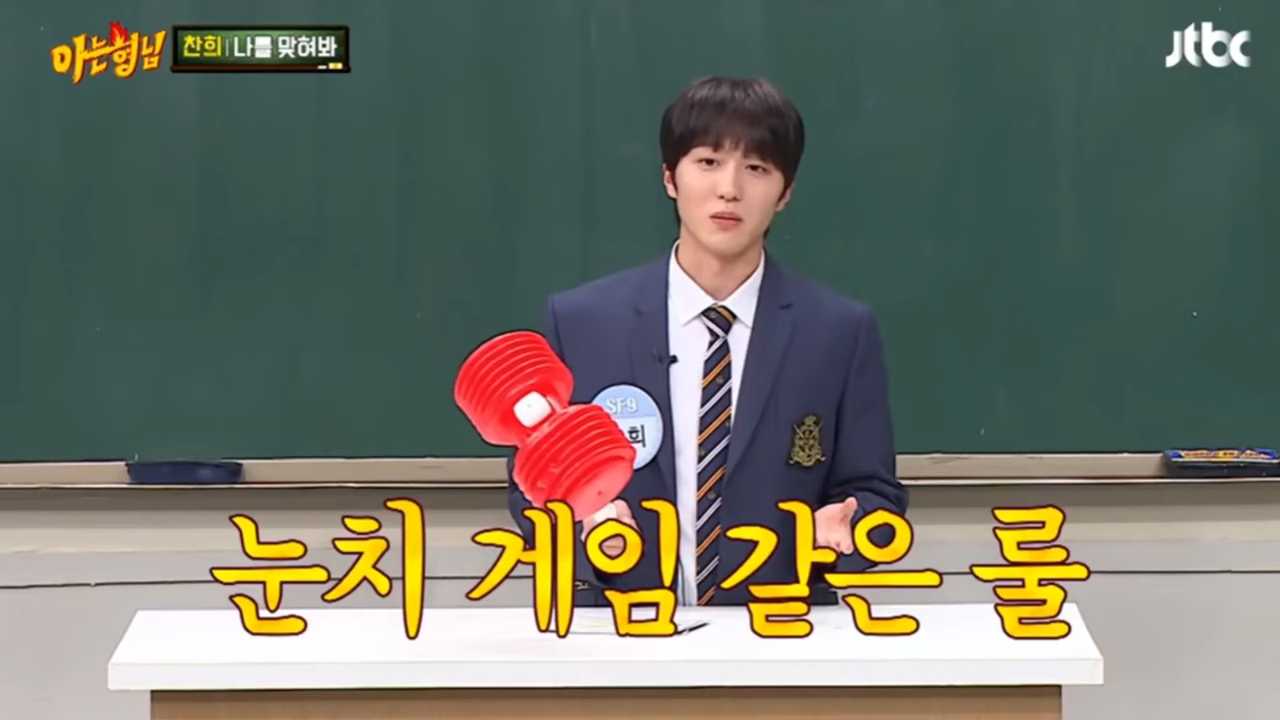 아는형님
찬희 | 나를 맞혀봐
jtbc
SF9
희
눈치 게임 같은 룰